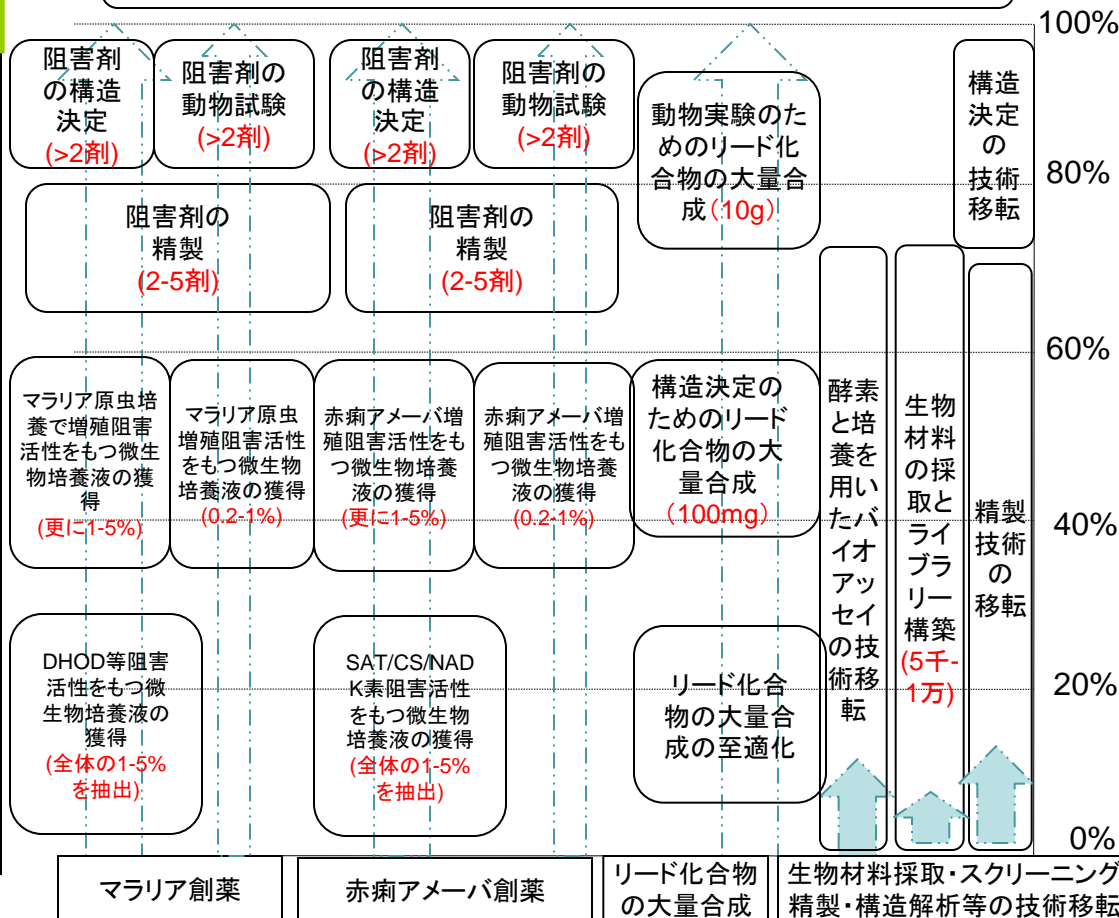 100%
阻害剤
の構造
決定
(>2剤)
阻害剤の
動物試験
(>2剤)
阻害剤
の構造
決定
(>2剤)
阻害剤の
動物試験
(>2剤)
動物実験のた
めのリード化
合物の大量合
成(10g)
構造
決定
の
技術
移転
80%
阻害剤の
精製
(2-5剤)
阻害剤の
精製
(2-5剤)
60%
マラリア原虫培
養で増殖阻害
活性をもつ微生
物培養液の獲
得
(更に1-5%)
マラリア原虫
増殖阻害活性
をもつ微生物
培養液の獲得
(0.2-1%)
赤痢アメーバ増
殖阻害活性をも
つ微生物培養
液の獲得
(更に1-5%)
赤痢アメーバ増
殖阻害活性をも
つ微生物培養
液の獲得
(0.2-1%)
構造決定の
ためのリード
化合物の大
量合成
(100mg)
酵素
と培
養を
用い
たバ
イオ
アッ
セイ
の技
術移
転
生物
材料
の採
取と
ライ
ブラ
リー
構築
(5千-
1万)
精製
技術
の
移転
40%
DHOD等阻害
活性をもつ微
生物培養液の
獲得
(全体の1-5%
を抽出)
SAT/CS/NAD
K素阻害活性
をもつ微生物
培養液の獲得
(全体の1-5%
を抽出)
リード化合
物の大量合
成の至適化
20%
0%
マラリア創薬
赤痢アメーバ創薬
リード化合物
の大量合成
生物材料採取・スクリーニング
精製・構造解析等の技術移転